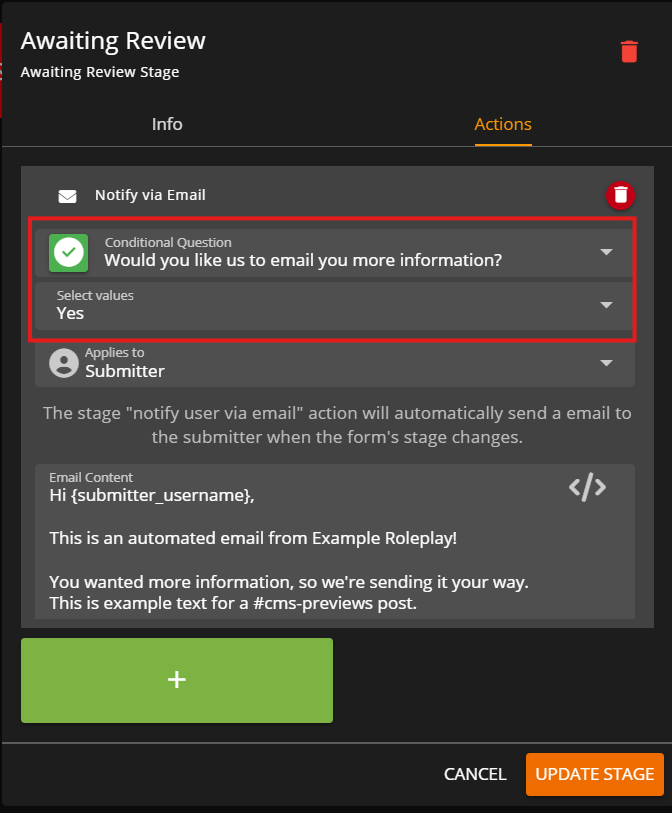 Awaiting Review
Awaiting Review Stage
Info
Actions
Notify via Email
Conditional Question
Would you like us to email you more information?
Select values
Yes
Applies to
Submitter
The stage "notify user via email" action will automatically send a email to
the submitter when the form's stage changes.
Email Content
Hi {submitter_username},
This is an automated email from Example Roleplay!
You wanted more information, so we're sending it your way.
This is example text for a #cms-previews post.
+
CANCEL
UPDATE STAGE